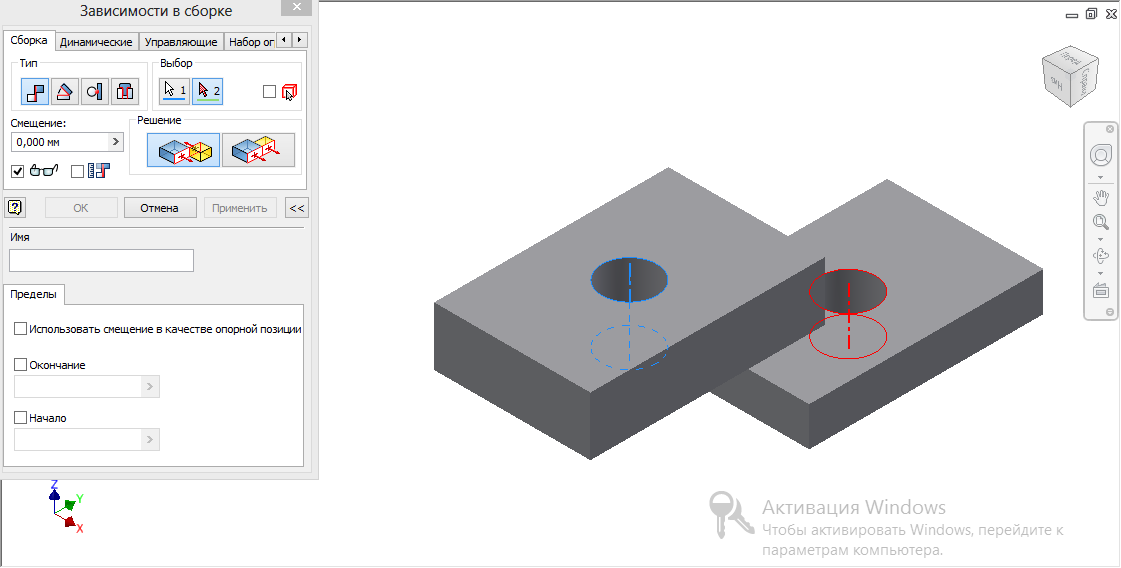 Зависимости в сборке
Сборка Динамические Управляющие Набор ог
Тип Выбор
1 2
Смещение: Решение
0,000 мм
ОК Отмена Применить <<
Имя
Пределы
Использовать смещение в качестве опорной позиции
Окончание
Начало
Z
Y
X
Активация Windows
Чтобы активировать Windows, перейдите к
параметрам компьютера.